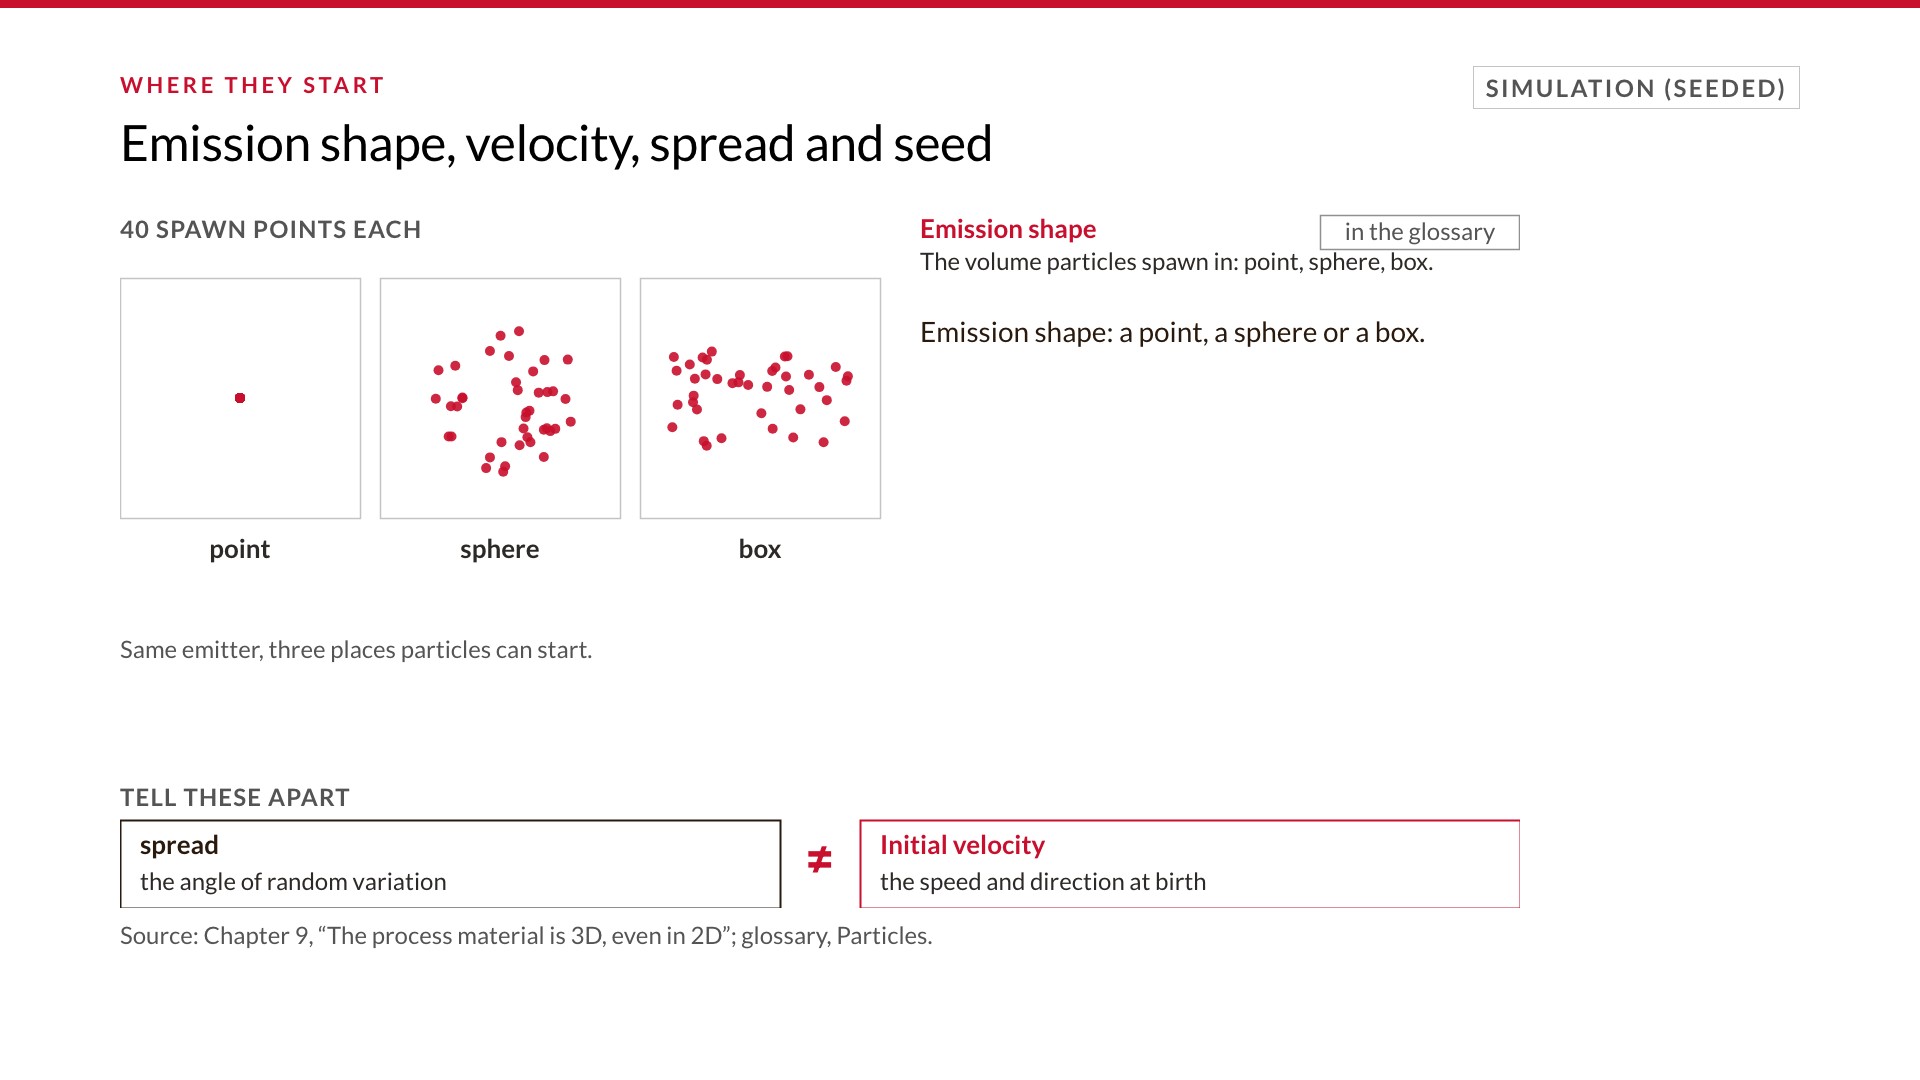 WHERE THEY START
SIMULATION (SEEDED)
Emission shape, velocity, spread and seed
40 SPAWN POINTS EACH
point
sphere
box
Same emitter, three places particles can start.
Emission shape
in the glossary
The volume particles spawn in: point, sphere, box.
Emission shape: a point, a sphere or a box.
TELL THESE APART
spread
the angle of random variation
≠
Initial velocity
the speed and direction at birth
Source: Chapter 9, “The process material is 3D, even in 2D”; glossary, Particles.